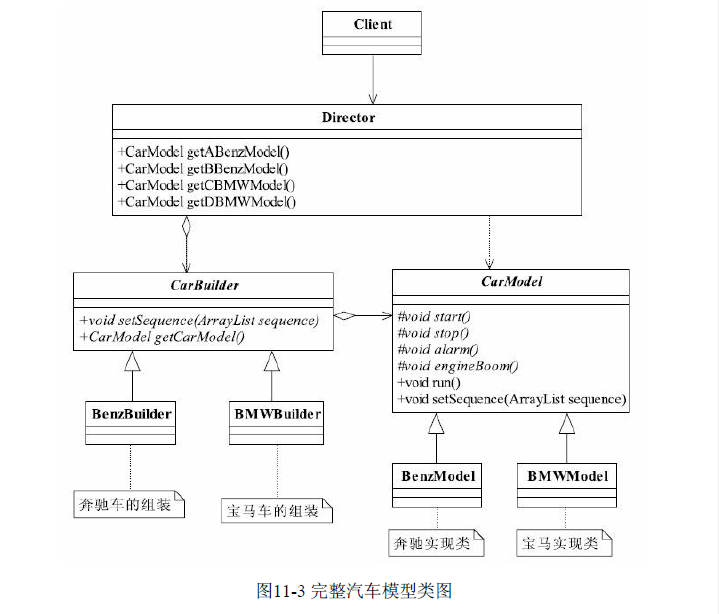 Client
Director
+CarModel getABenzModel()
+CarModel getBBenzModel()
+CarModel getCBMWModel()
+CarModel getDBMWModel()
CarBuilder
+void setSequence(ArrayList sequence)
+CarModel getCarModel()
CarModel
#void start()
#void stop()
#void alarm()
#void engineBoom()
+void run()
+void setSequence(ArrayList sequence)
BenzBuilder
BMWBuilder
BenzModel
BMWModel
奔驰车的组装
宝马车的组装
奔驰实现类
宝马实现类
图11-3 完整汽车模型类图